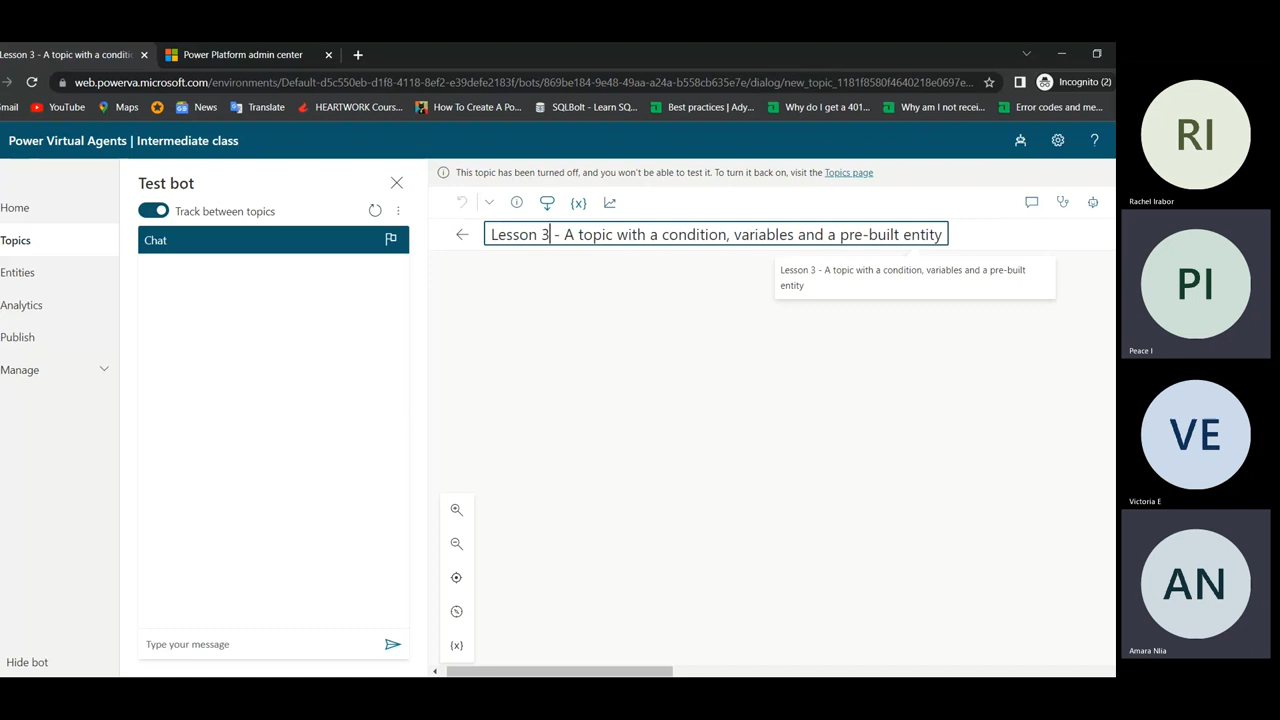 Lesson 3 - A topic with a conditi
Power Platform admin center
web.powerva.microsoft.com/environments/Default-d5c550eb-d1f8-4118-8ef2-e39defe2183f/bots/869be184-9e48-49aa-a24a-b558cb635e7e/dialog/new_topic_1181f8580f4640218e0697e...
Incognito (2)
mail
YouTube
Maps
News
Translate
HEARTWORK Cours...
How To Create A Po...
SQLBolt - Learn SQ...
Best practices | Ady...
Why do I get a 401...
Why am I not recei...
Error codes and me...
Power Virtual Agents | Intermediate class
Home
Topics
Entities
Analytics
Publish
Manage
Hide bot
Test bot
Track between topics
Chat
Type your message
This topic has been turned off, and you won't be able to test it. To turn it back on, visit the Topics page
{x}
Lesson 3 - A topic with a condition, variables and a pre-built entity
Lesson 3 - A topic with a condition, variables and a pre-built
entity
{x}
RI
Rachel Irabor
PI
Peace I
VE
Victoria E
AN
Amara Nlia